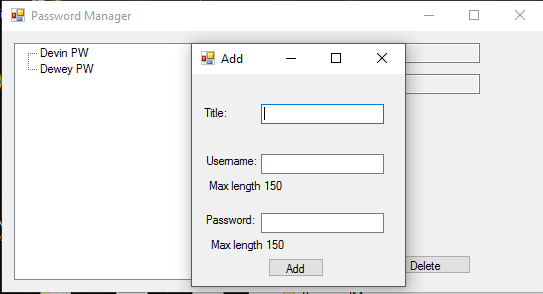 Password Manager
Devin PW
Dewey PW
Add
Title:
Username:
Max length 150
Password:
Max length 150
Add
Delete